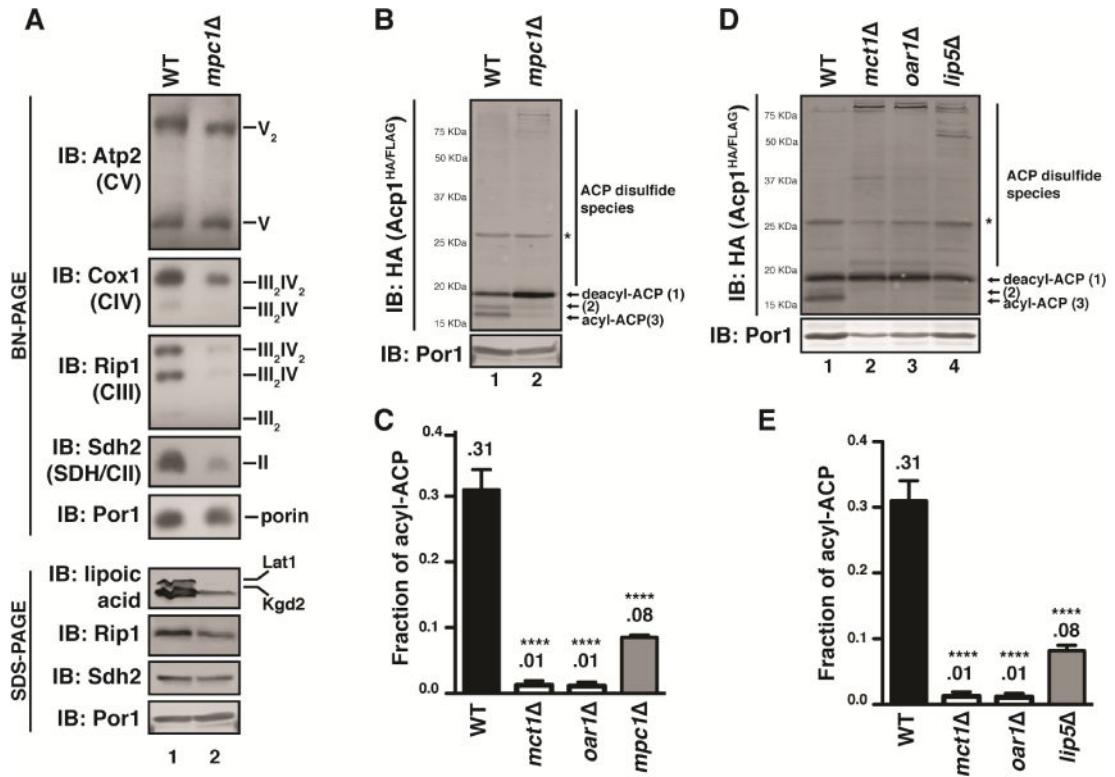 A
WT
mpc1Δ
BN-PAGE
IB: Atp2
(CV)
V2
V
IB: Cox1
(CIV)
III2IV2
III2IV
IB: Rip1
(CIII)
III2IV2
III2IV
III2
IB: Sdh2
(SDH/CII)
II
IB: Por1
porin
SDS-PAGE
IB: lipoic
acid
Lat1
Kgd2
IB: Rip1
IB: Sdh2
IB: Por1
1 2
B
WT
mpc1Δ
IB: HA (Acp1HA/FLAG)
75 KDa
50 KDa
37 KDa
25 KDa
20 KDa
15 KDa
ACP disulfide
species
*
deacyl-ACP (1)
(2)
acyl-ACP(3)
IB: Por1
1 2
C
Fraction of acyl-ACP
0.4
0.3
0.2
0.1
0.0
.31
****
.01
****
.01
****
.08
WT
mct1Δ
oar1Δ
mpc1Δ
D
WT
mct1Δ
oar1Δ
lip5Δ
IB: HA (Acp1HA/FLAG)
75 KDa
50 KDa
37 KDa
25 KDa
20 KDa
15 KDa
ACP disulfide
species
*
deacyl-ACP (1)
(2)
acyl-ACP (3)
IB: Por1
1 2 3 4
E
Fraction of acyl-ACP
0.4
0.3
0.2
0.1
0.0
.31
****
.01
****
.01
****
.08
WT
mct1Δ
oar1Δ
lip5Δ